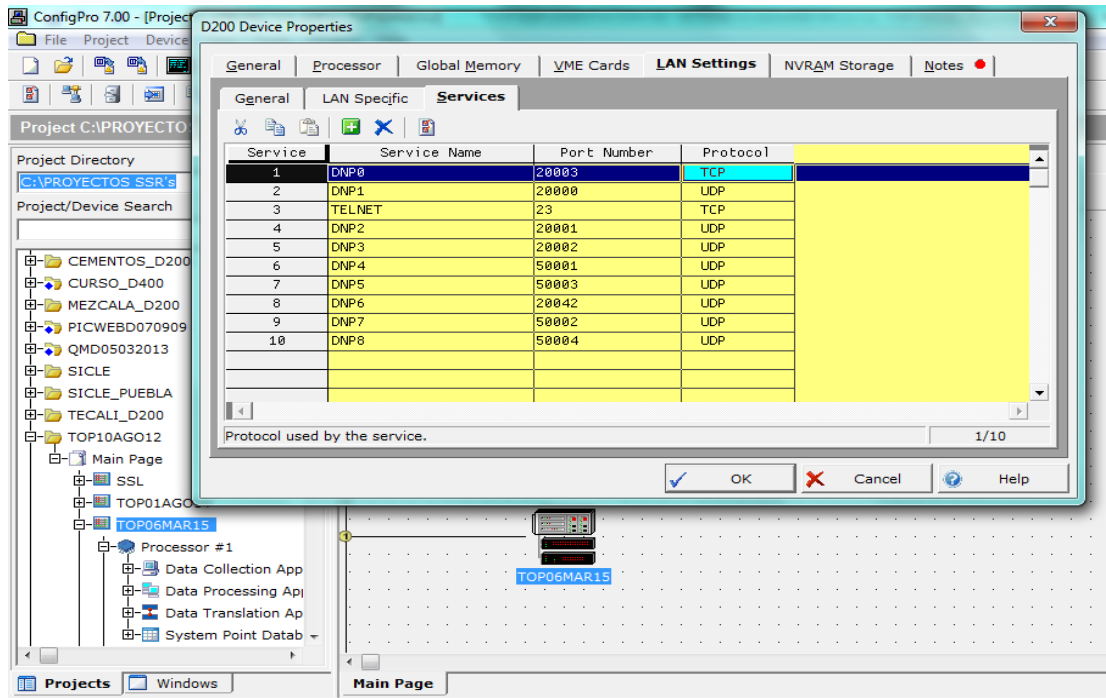 ConfigPro 7.00 - [Project
File Project Device
D200 Device Properties
General Processor Global Memory VME Cards LAN Settings NVRAM Storage Notes
General LAN Specific Services
Project C:\PROYECTO
Project Directory
C:\PROYECTOS SSR's
Project/Device Search
Service Service Name Port Number Protocol
1 DNP0 20003 TCP
2 DNP1 20000 UDP
3 TELNET 23 TCP
4 DNP2 20001 UDP
5 DNP3 20002 UDP
6 DNP4 50001 UDP
7 DNP5 50003 UDP
8 DNP6 20042 UDP
9 DNP7 50002 UDP
10 DNP8 50004 UDP
Protocol used by the service. 1/10
OK Cancel Help
CEMENTOS_D200
CURSO_D400
MEZCALA_D200
PICWEBD070909
QMD05032013
SICLE
SICLE_PUEBLA
TECALI_D200
TOP10AGO12
Main Page
SSL
TOP01AGO
TOP06MAR15
Processor #1
Data Collection App
Data Processing App
Data Translation Ap
System Point Datab
1
TOP06MAR15
Projects Windows
Main Page